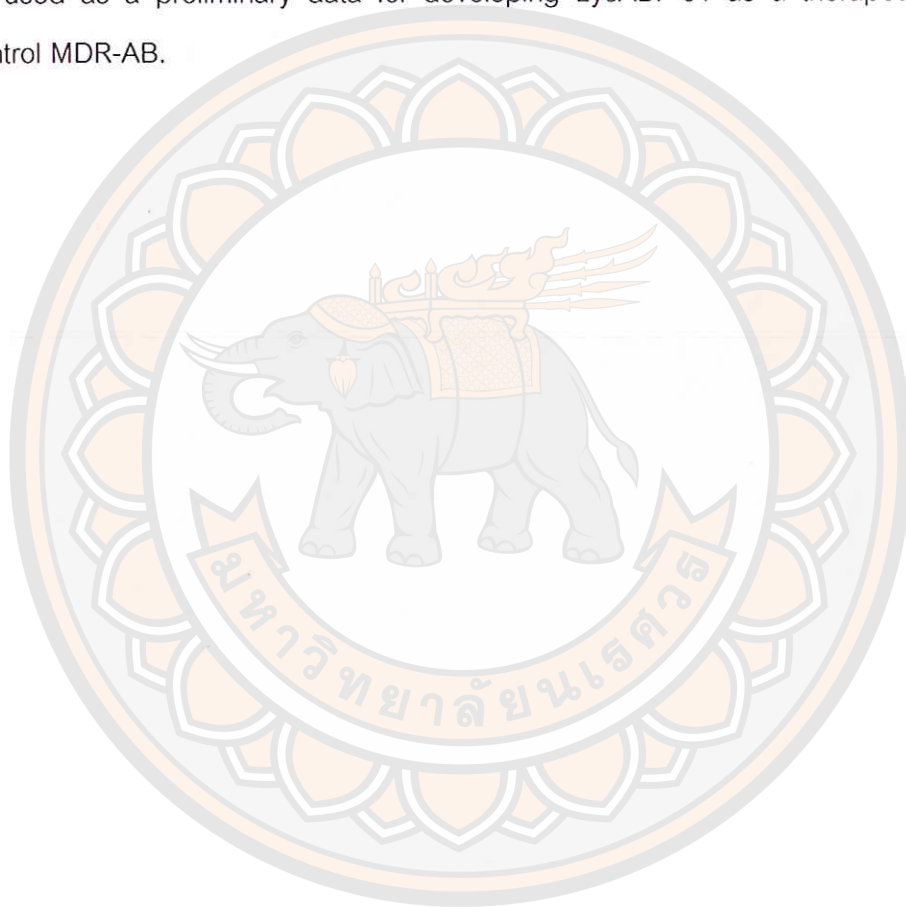 used as a preliminary data for developing
as a
ntrol MDR-AB.
มหาวิทยาลัยนเรศวร